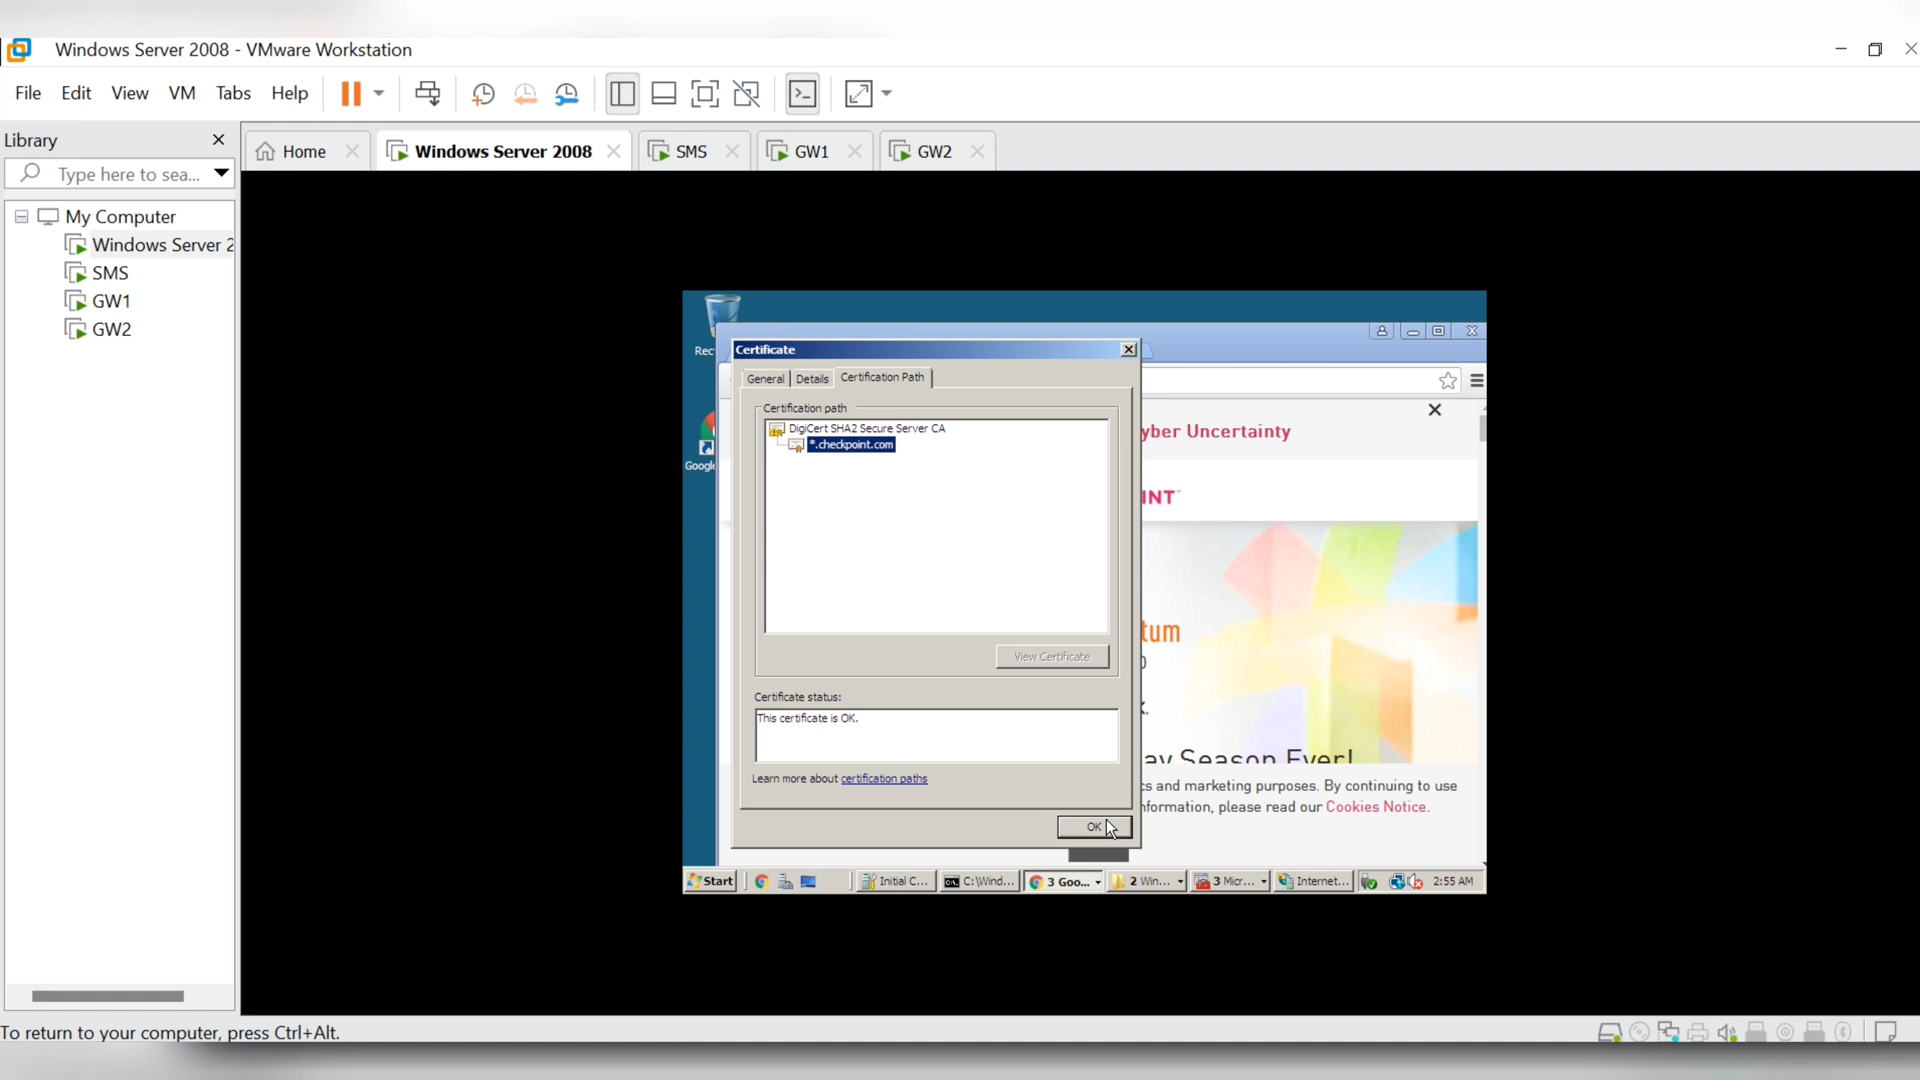 Windows Server 2008 - VMware Workstation
File Edit View VM Tabs Help
Library
Home
Windows Server 2008
SMS
GW1
GW2
Type here to sea...
My Computer
Windows Server 2
SMS
GW1
GW2
Rec
Google
Certificate
General Details Certification Path
Certification path
DigiCert SHA2 Secure Server CA
*.checkpoint.com
View Certificate
Certificate status:
This certificate is OK.
Learn more about certification paths
OK
yber Uncertainty
INT
tum
ay Season Ever!
cs and marketing purposes. By continuing to use
nformation, please read our Cookies Notice.
Start
Initial C...
C:\Wind...
3 Goo...
2 Win...
3 Micr...
Internet...
2:55 AM
To return to your computer, press Ctrl+Alt.